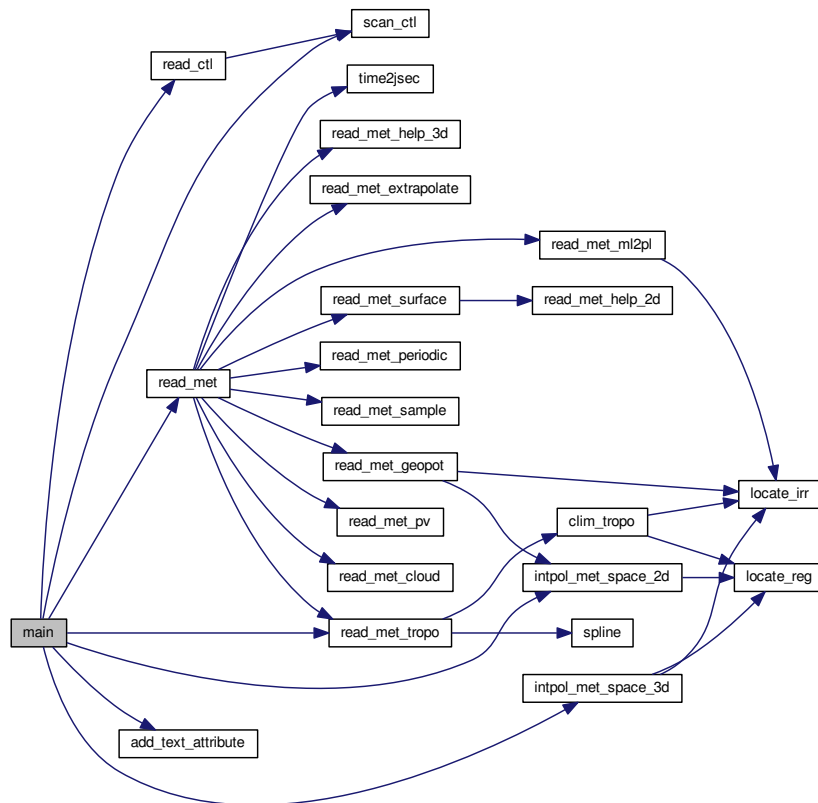 scan_ctl
read_ctl
time2jsec
read_met_help_3d
read_met_extrapolate
read_met_ml2pl
read_met_surface
read_met_help_2d
read_met_periodic
read_met
read_met_sample
read_met_geopot
locate_irr
read_met_pv
clim_tropo
read_met_cloud
intpol_met_space_2d
locate_reg
main
read_met_tropo
spline
intpol_met_space_3d
add_text_attribute